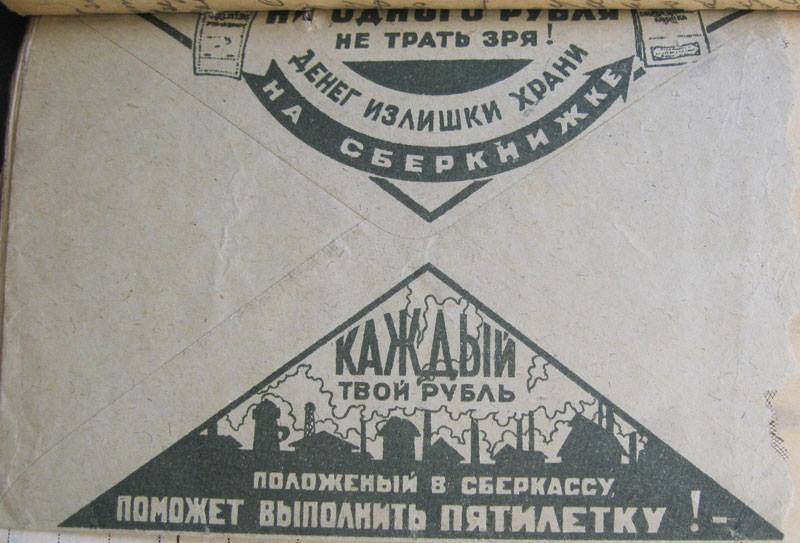 НИ ОДНОГО РУБЛЯ
НЕ ТРАТЬ ЗРЯ!
ДЕНЕГ ИЗЛИШКИ ХРАНИ
НА СБЕРКНИЖКЕ
КАЖДЫЙ
ТВОЙ РУБЛЬ
ПОЛОЖЕНЫЙ В СБЕРКАССУ
ПОМОЖЕТ ВЫПОЛНИТЬ ПЯТИЛЕТКУ!-